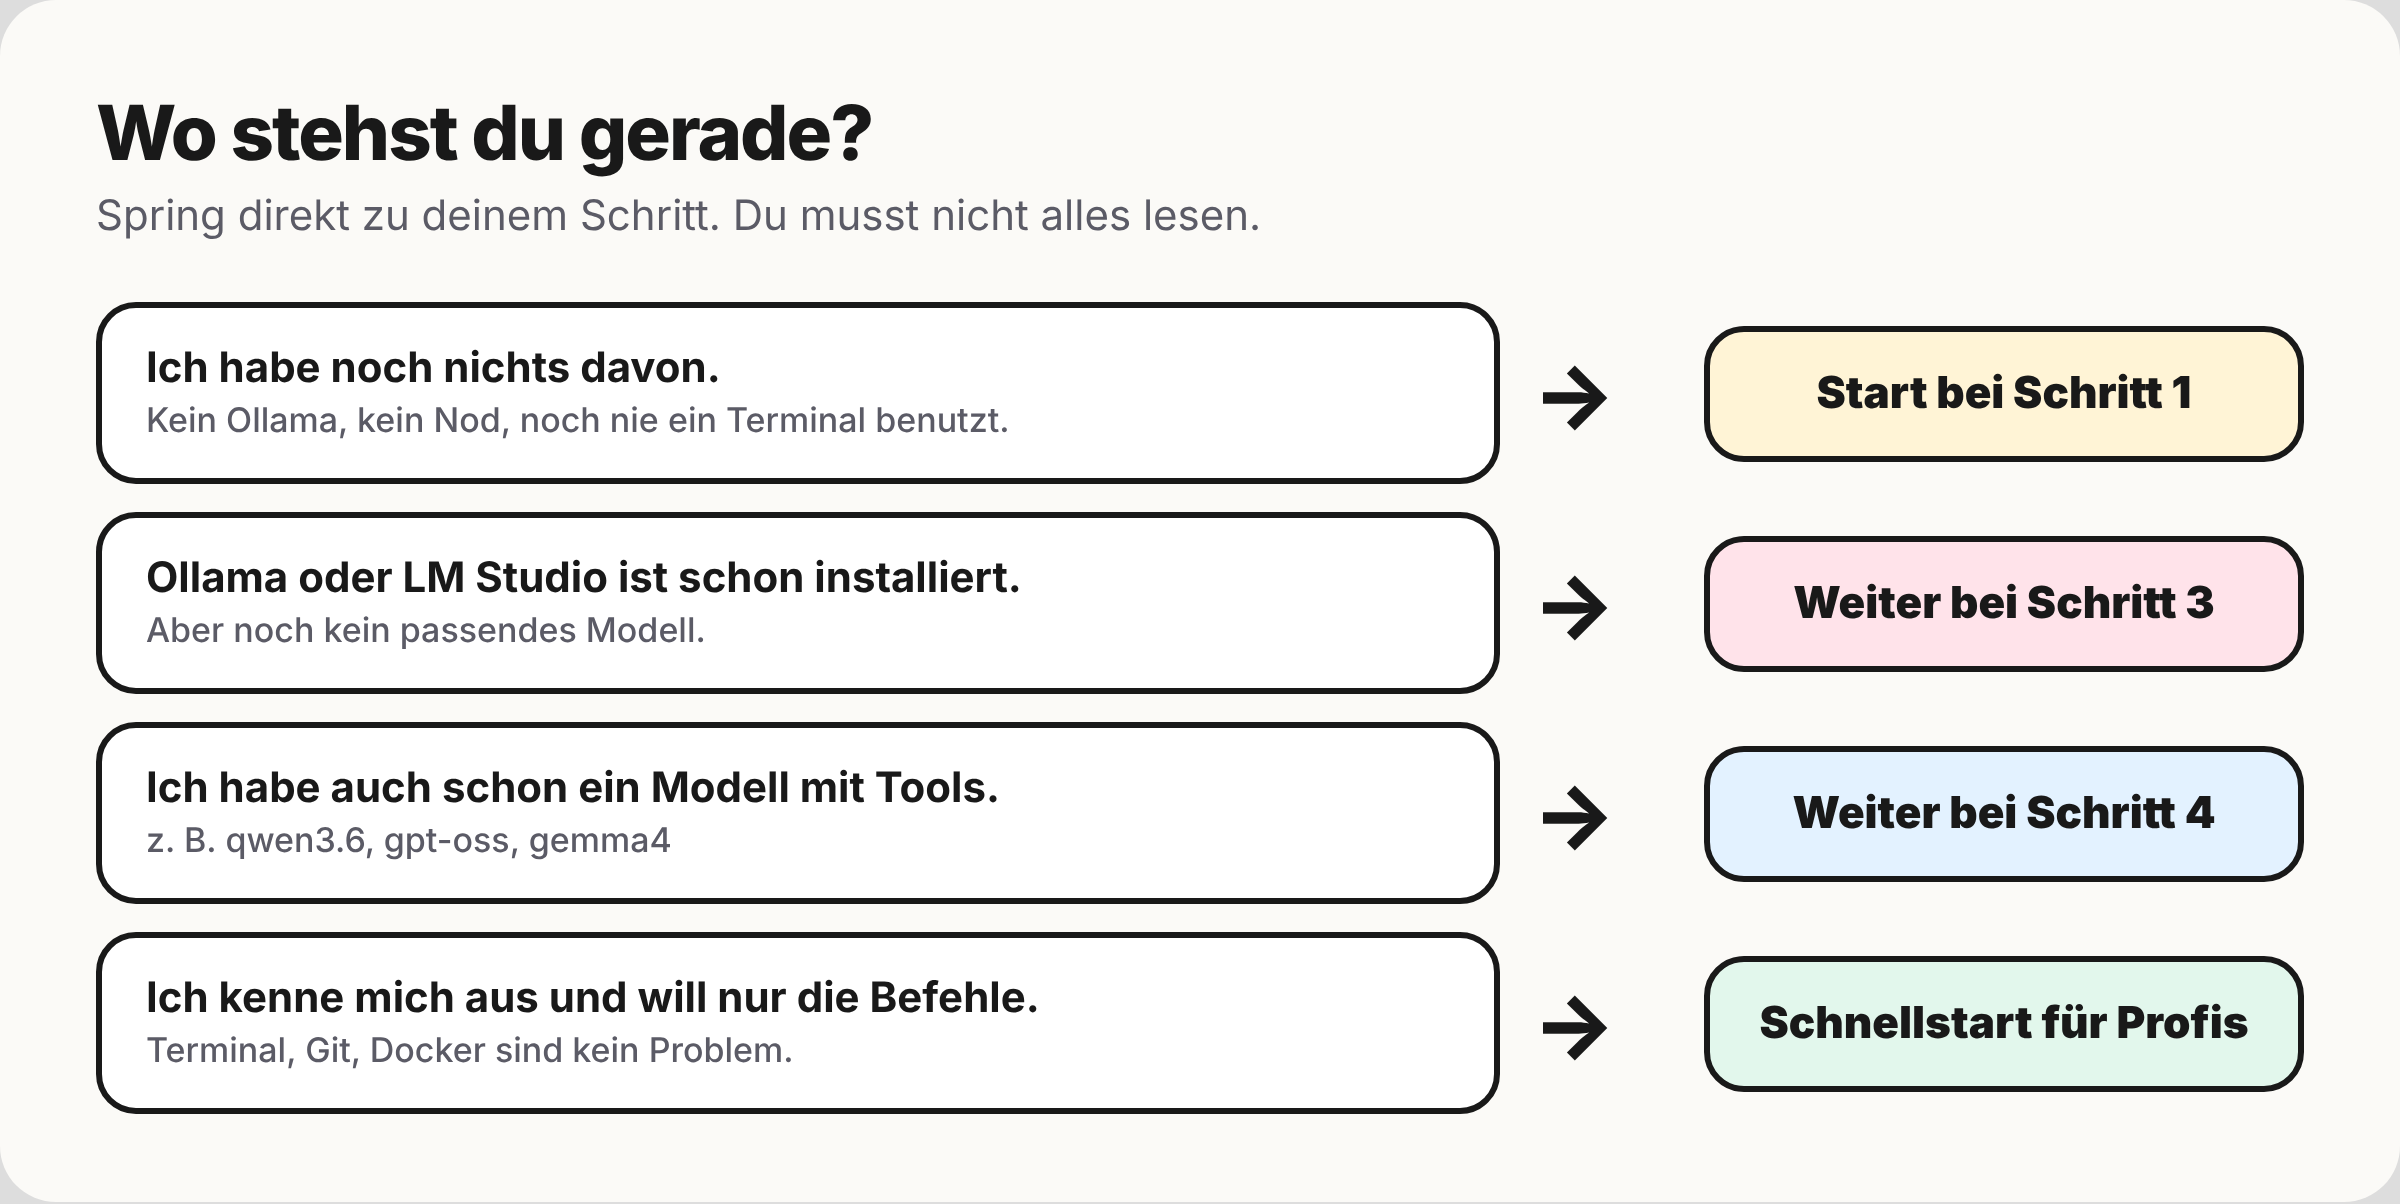 Wo stehst du gerade?
Spring direkt zu deinem Schritt. Du musst nicht alles lesen.
Ich habe noch nichts davon.
Kein Ollama, kein Nod, noch nie ein Terminal benutzt.
Start bei Schritt 1
Ollama oder LM Studio ist schon installiert.
Aber noch kein passendes Modell.
Weiter bei Schritt 3
Ich habe auch schon ein Modell mit Tools.
z. B. qwen3.6, gpt-oss, gemma4
Weiter bei Schritt 4
Ich kenne mich aus und will nur die Befehle.
Terminal, Git, Docker sind kein Problem.
Schnellstart für Profis